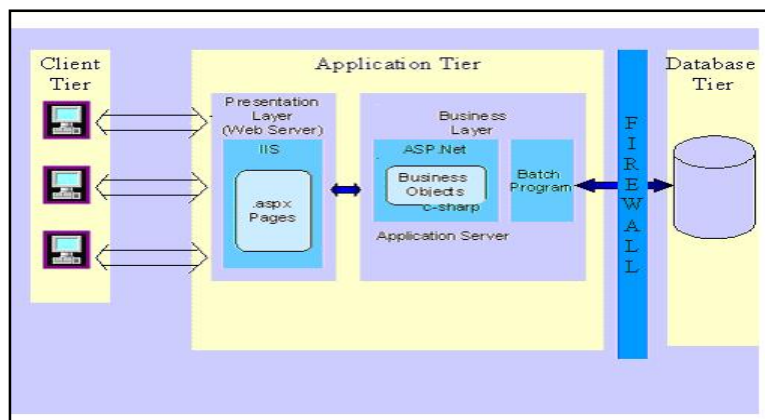 Client
Tier
Application Tier
Presentation
Layer
(Web Server)
IIS
.aspx
Pages
Business
Layer
ASP.Net
Business
Objects
c-sharp
Batch
Program
Application Server
FIREWALL
Database
Tier